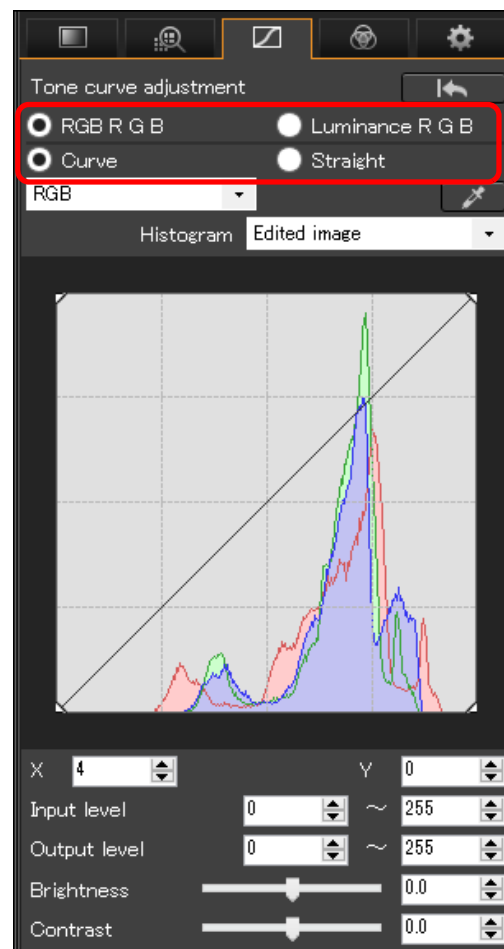 Tone curve adjustment
RGB R G B Luminance R G B
Curve Straight
RGB
Histogram Edited image
X 4 Y 0
Input level 0 ~ 255
Output level 0 ~ 255
Brightness 0.0
Contrast 0.0